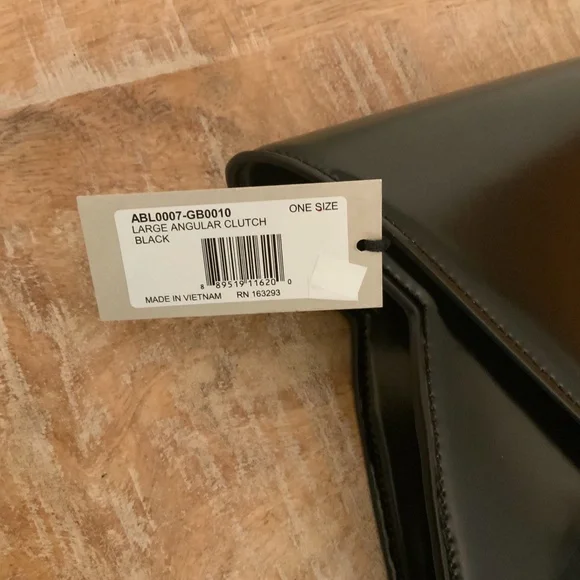 ABL0007-GB0010 ONE SIZE
LARGE ANGULAR CLUTCH
BLACK
8 89519 11620 0
MADE IN VIETNAM RN 163293